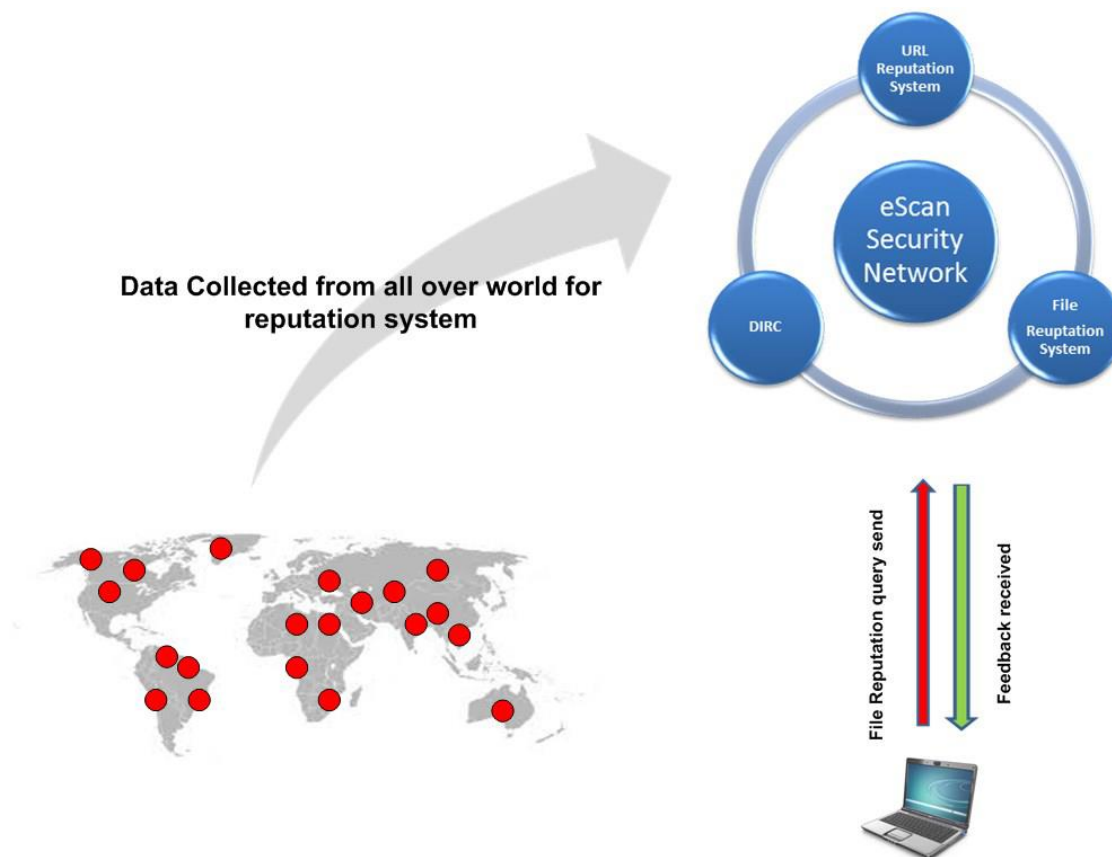 URL
Reputation
System
eScan
Security
Network
DIRC
File
Reuptation
System
Data Collected from all over world for
reputation system
File Reputation query send
Feedback received